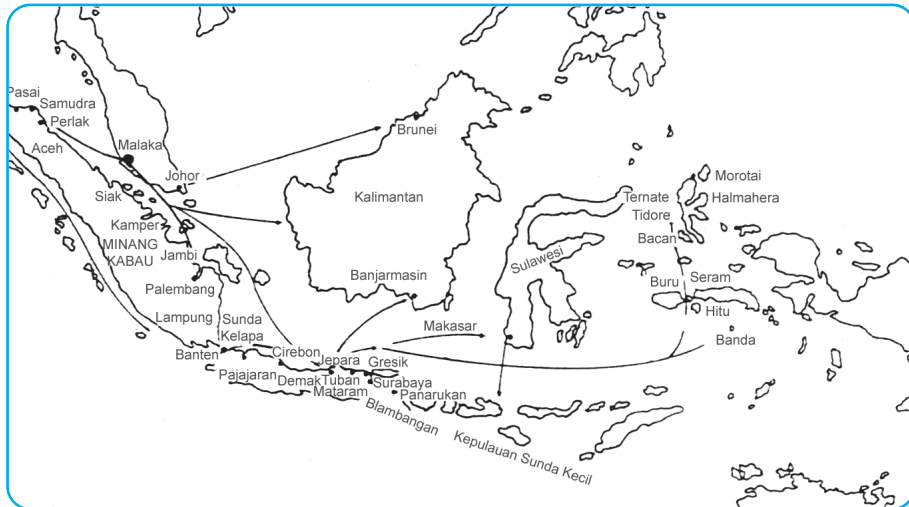 Pasai
Samudra
Perlak
Aceh
Malaka
Johor
Siak
Kamper
MINANG
KABAU
Jambi
Palembang
Lampung
Sunda
Kelapa
Banten
Cirebon
Jepara
Gresik
Pajajaran
Demak
Tuban
Surabaya
Mataram
Panarukan
Blambangan
Kepulauan Sunda Kecil
Brunei
Kalimantan
Banjarmasin
Makasar
Sulawesi
Ternate
Tidore
Bacan
Morotai
Halmahera
Buru
Seram
Hitu
Banda